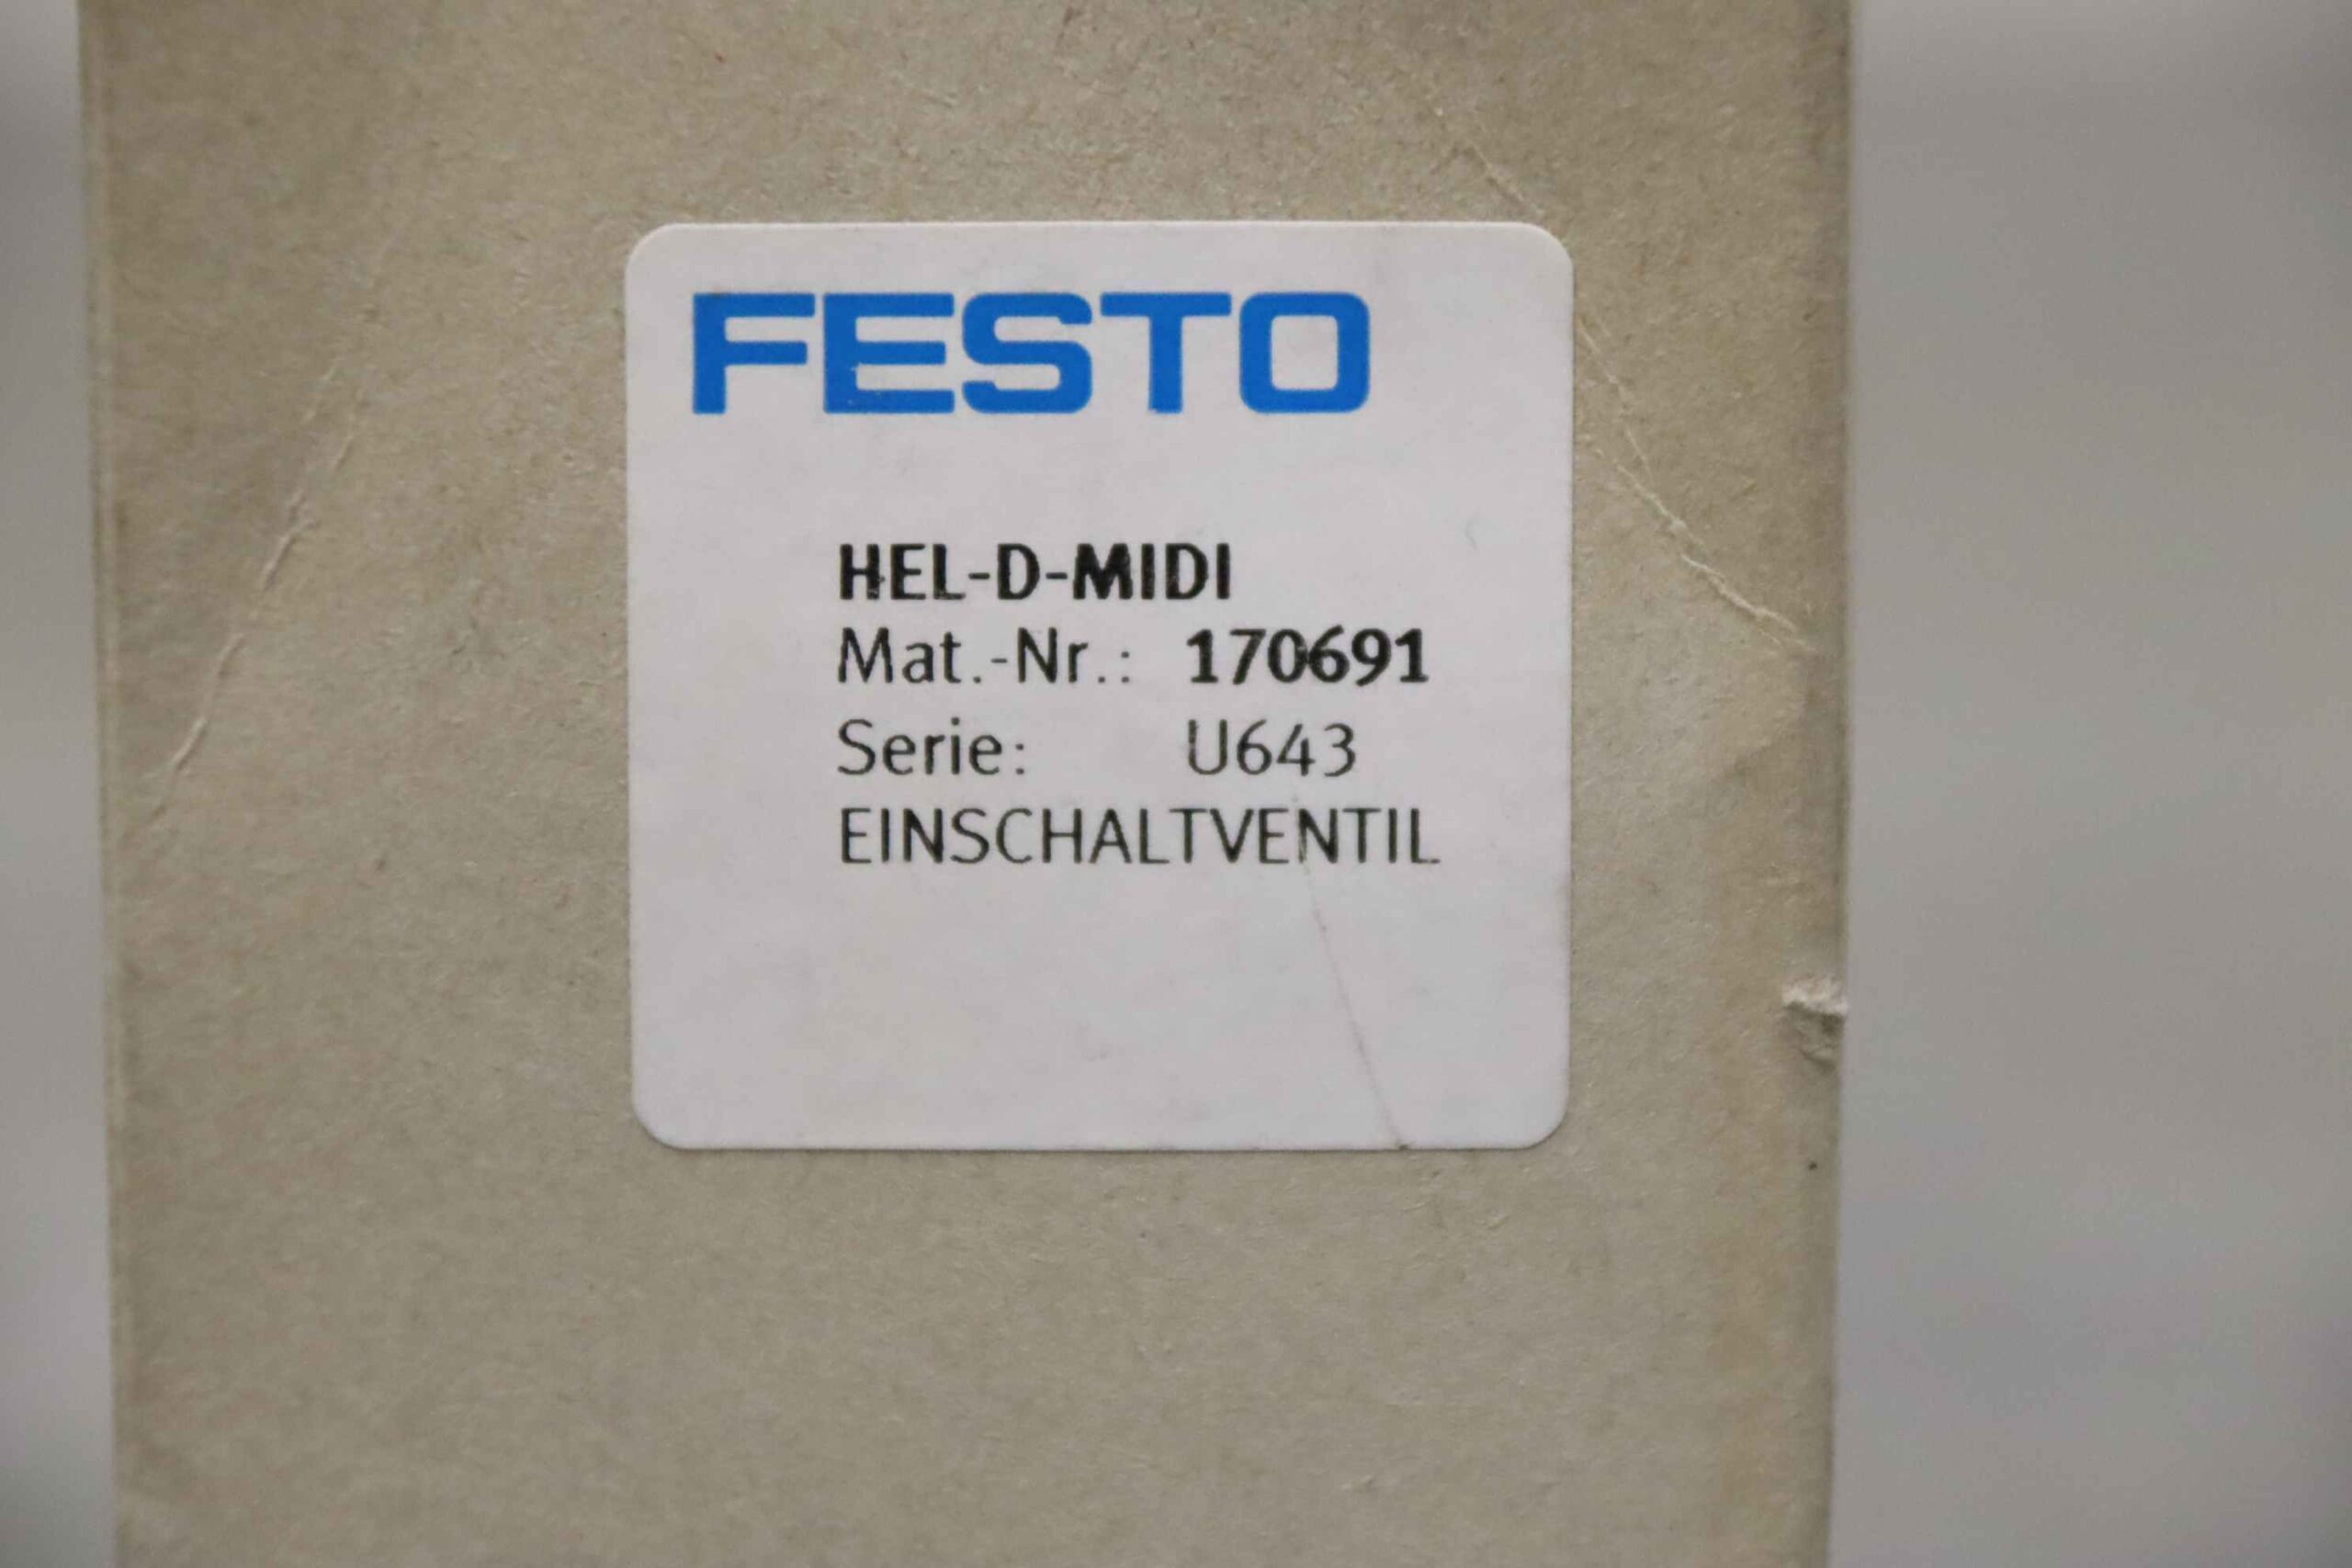 FESTO
HEL-D-MIDI
Mat.-Nr.: 170691
Serie: U643
EINSCHALTVENTIL